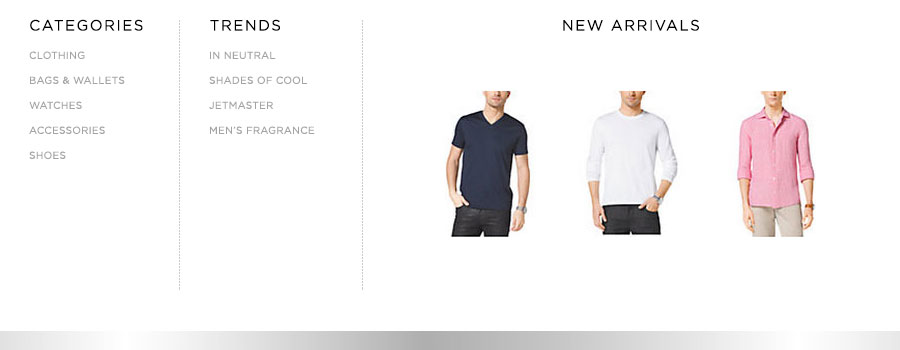 CATEGORIES
CLOTHING
BAGS & WALLETS
WATCHES
ACCESSORIES
SHOES
TRENDS
IN NEUTRAL
SHADES OF COOL
JETMASTER
MEN'S FRAGRANCE
NEW ARRIVALS